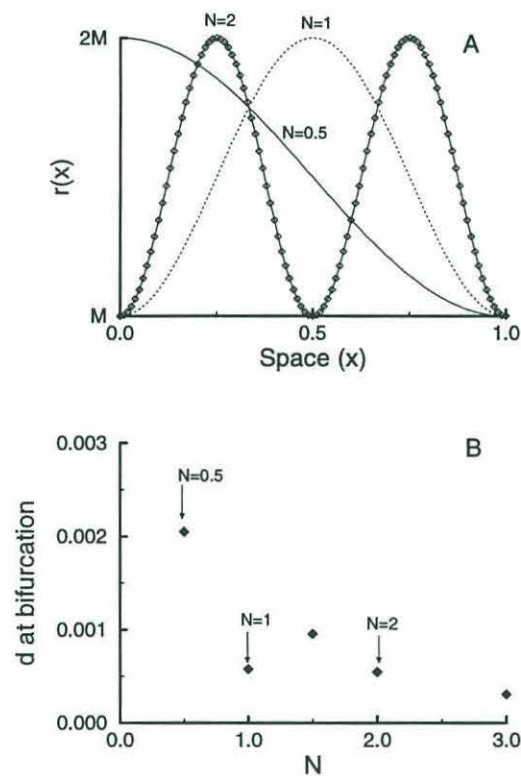 N=2
N=1
A
2M
N=0.5
r(x)
M
0.0
0.5
1.0
Space (x)
B
0.003
N=0.5
0.002
d at bifurcation
0.001
N=1
N=2
0.000
0.0
1.0
2.0
3.0
N